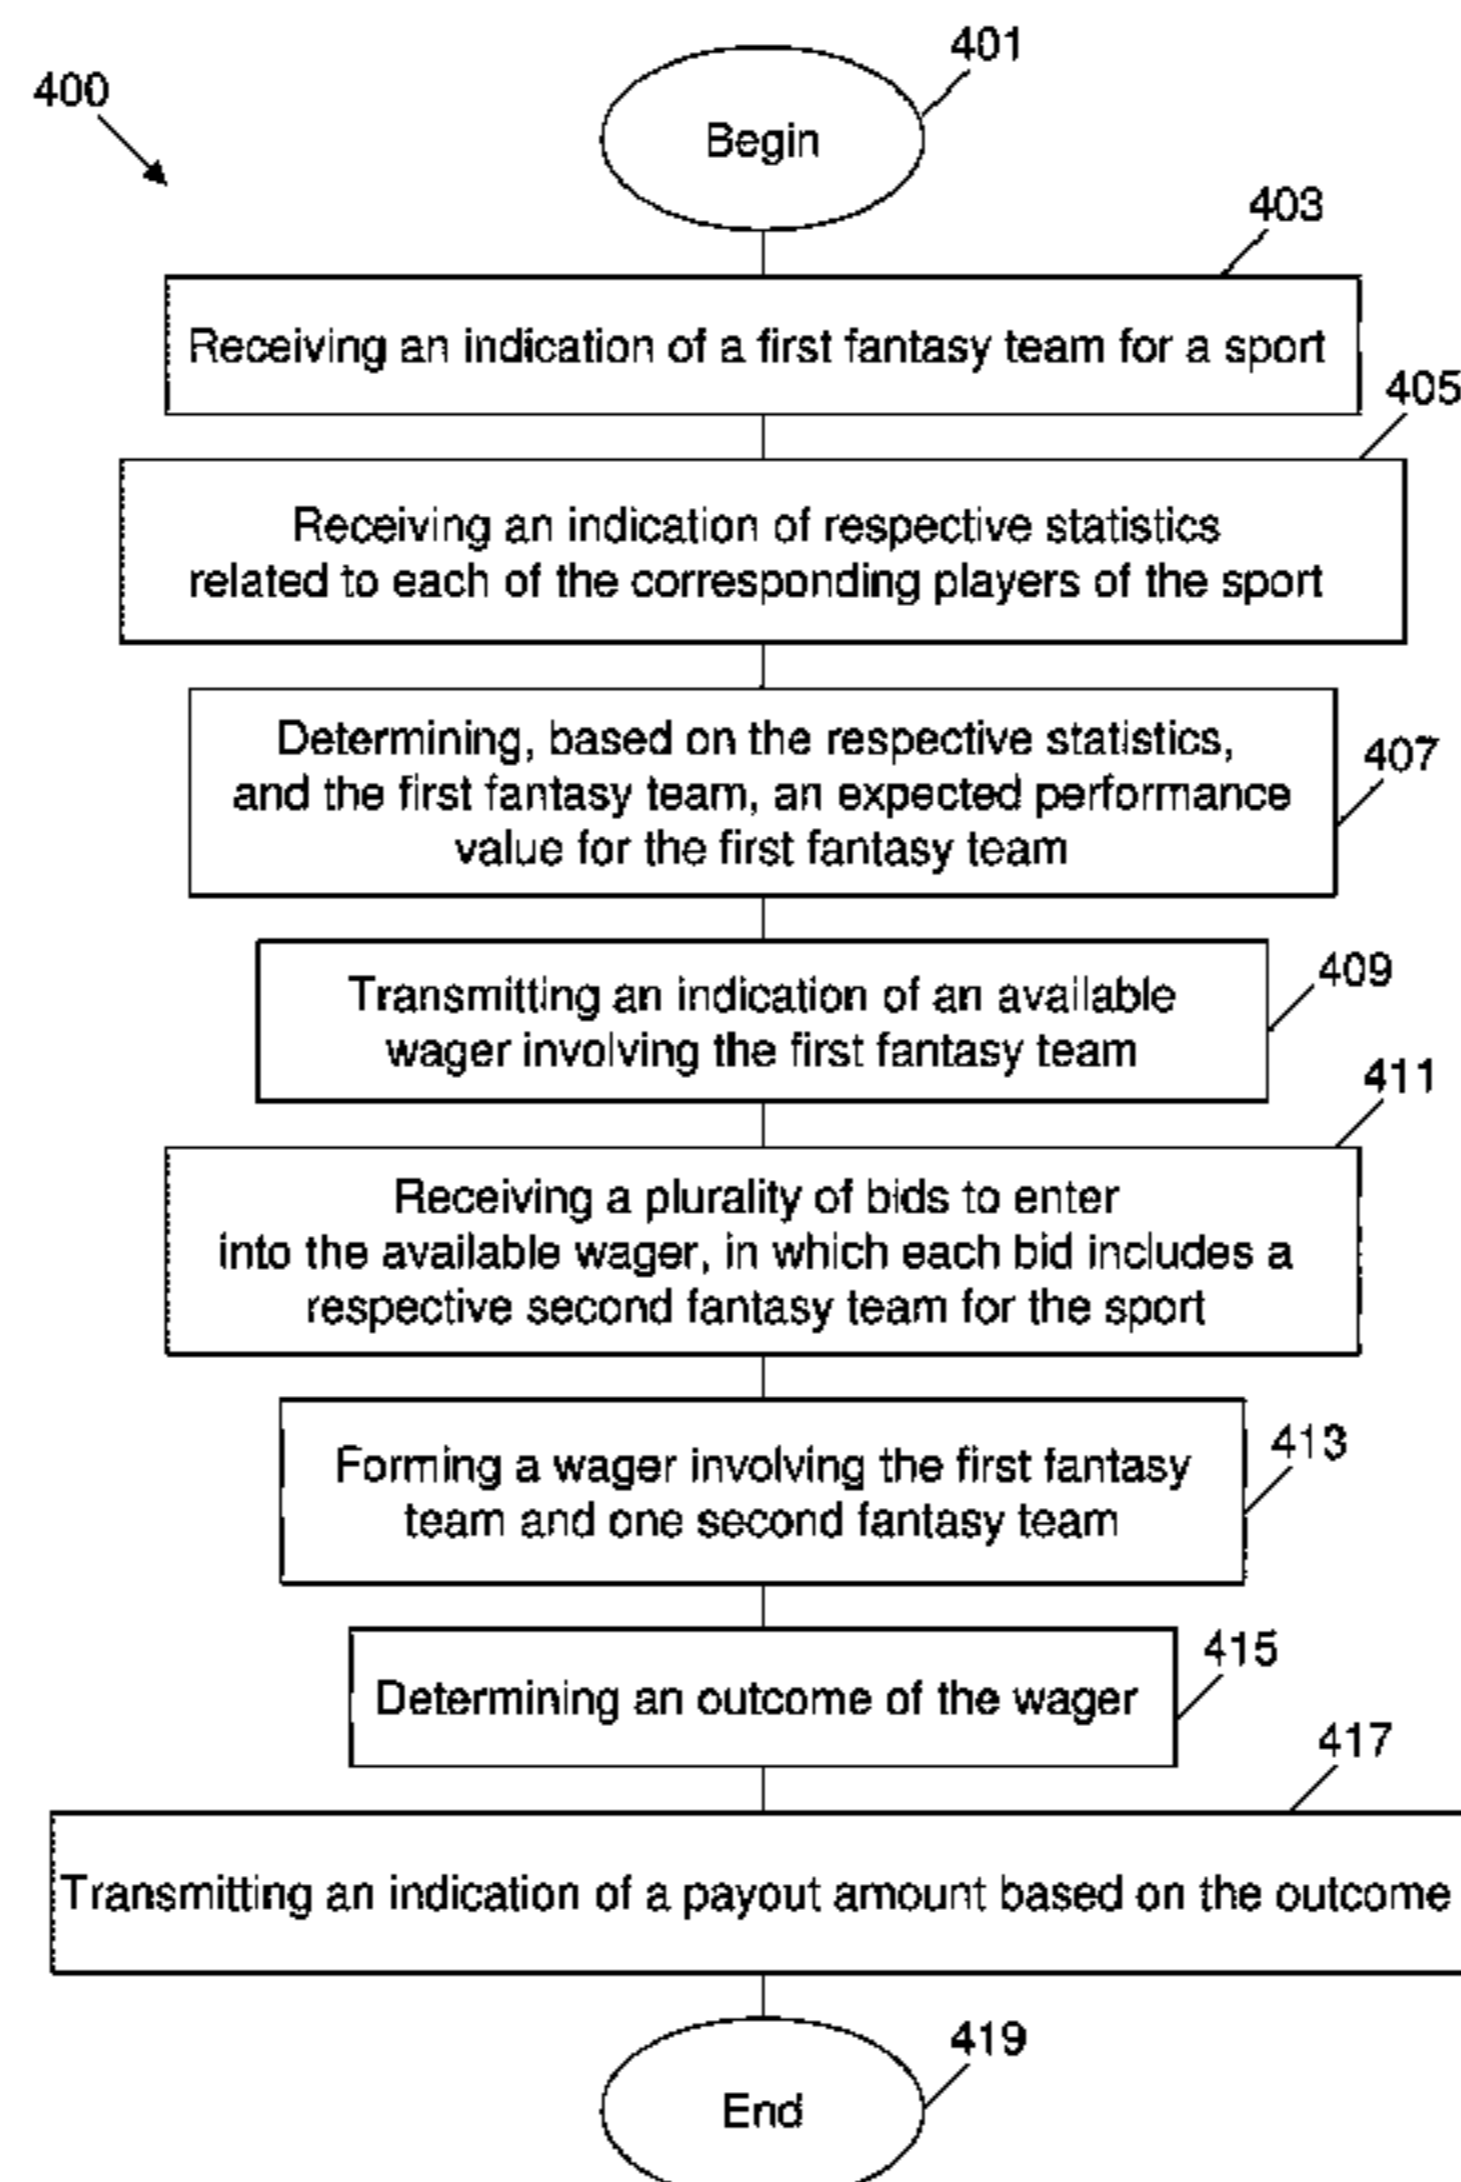 401
400
Begin
403
Receiving an indication of a first fantasy team for a sport
405
Receiving an indication of respective statistics
related to each of the corresponding players of the sport
Determining, based on the respective statistics,
407
and the first fantasy team, an expected performance
value for the first fantasy team
409
Transmitting an indication of an available
wager involving the first fantasy team
411
Receiving a plurality of bids to enter
into the available wager, in which each bid includes a
respective second fantasy team for the sport
413
Forming a wager involving the first fantasy
team and one second fantasy team
415
Determining an outcome of the wager
417
Transmitting an indication of a payout amount based on the outcome
419
End